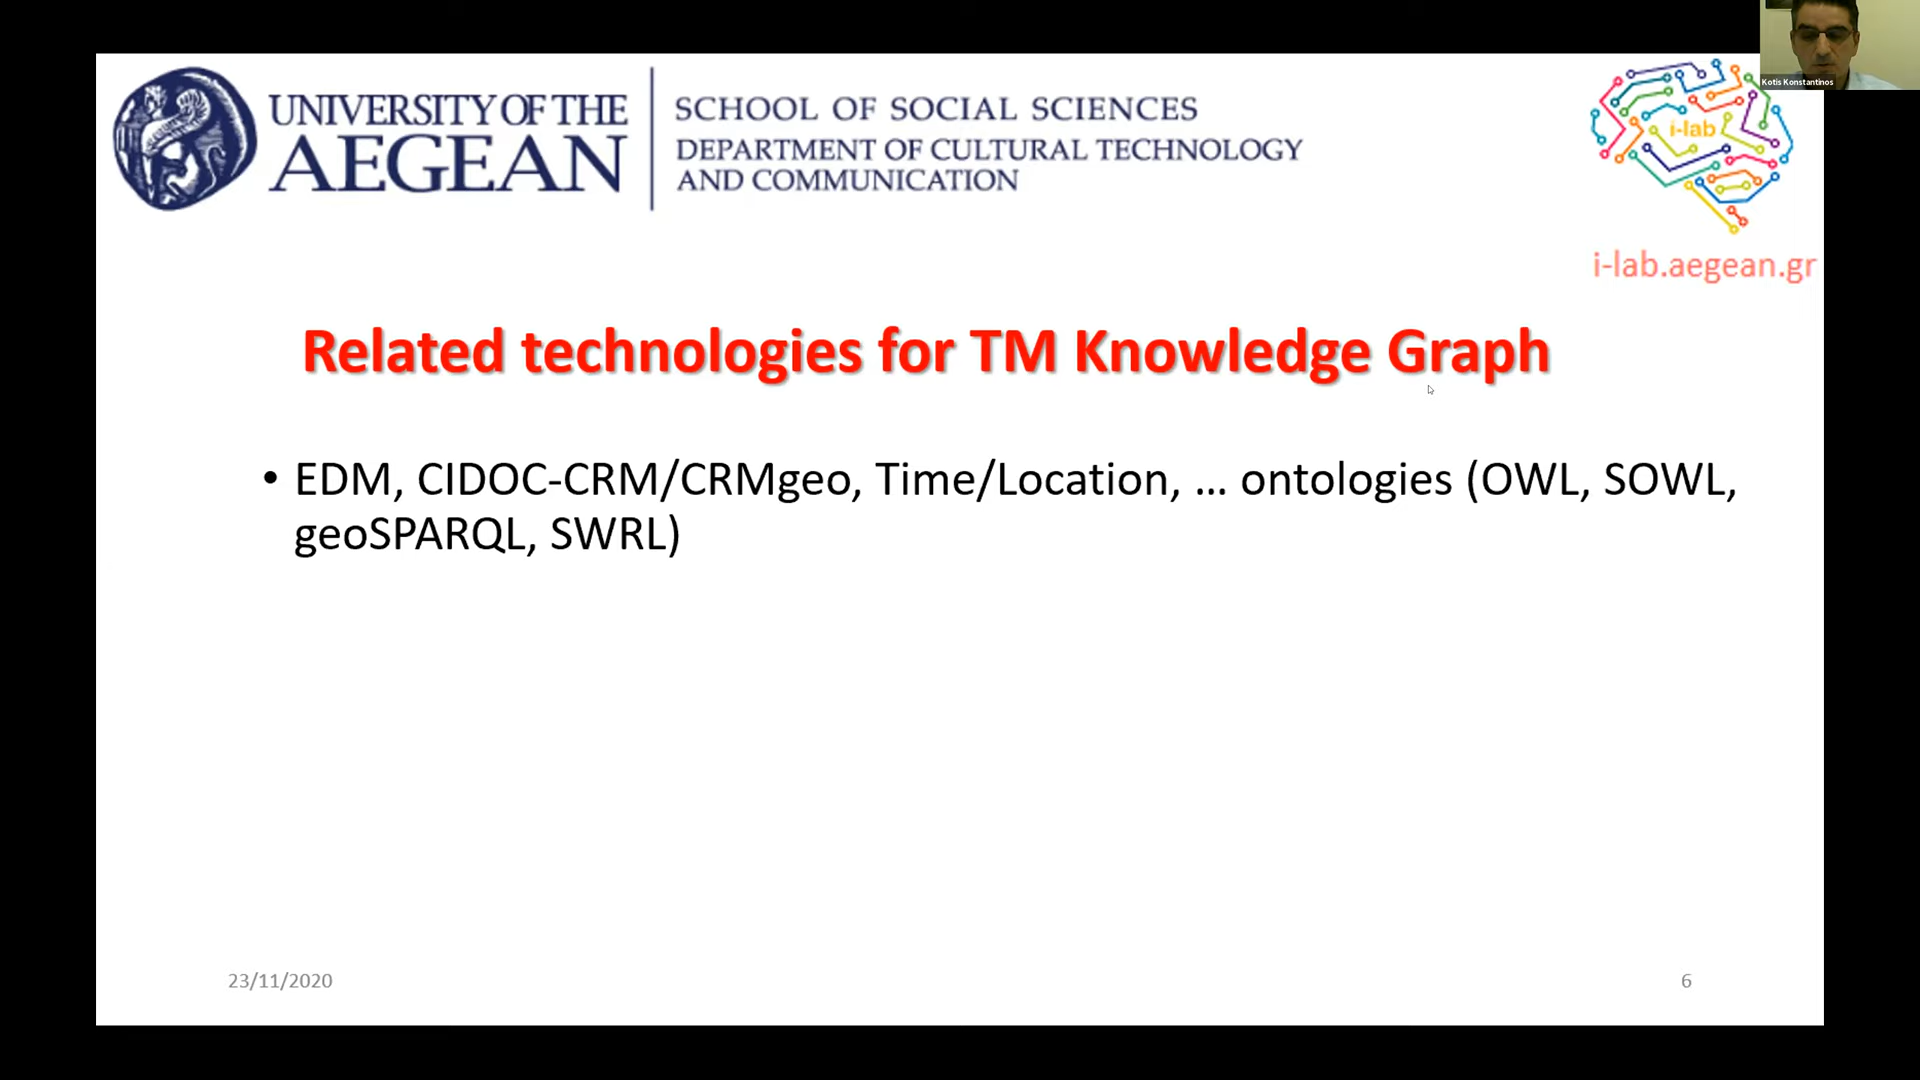 UNIVERSITY OF THE
AEGEAN
SCHOOL OF SOCIAL SCIENCES
DEPARTMENT OF CULTURAL TECHNOLOGY
AND COMMUNICATION
i-lab
Kotis Konstantinos
i-lab.aegean.gr
Related technologies for TM Knowledge Graph
• EDM, CIDOC-CRM/CRMgeo, Time/Location, ... ontologies (OWL, SOWL,
geoSPARQL, SWRL)
23/11/2020
6